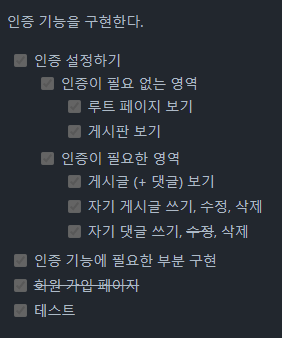 인증 기능을 구현한다.
인증 설정하기
인증이 필요 없는 영역
루트 페이지 보기
게시판 보기
인증이 필요한 영역
게시글 (+ 댓글) 보기
자기 게시글 쓰기, 수정, 삭제
자기 댓글 쓰기, 수정, 삭제
인증 기능에 필요한 부분 구현
회원 가입 페이지
테스트